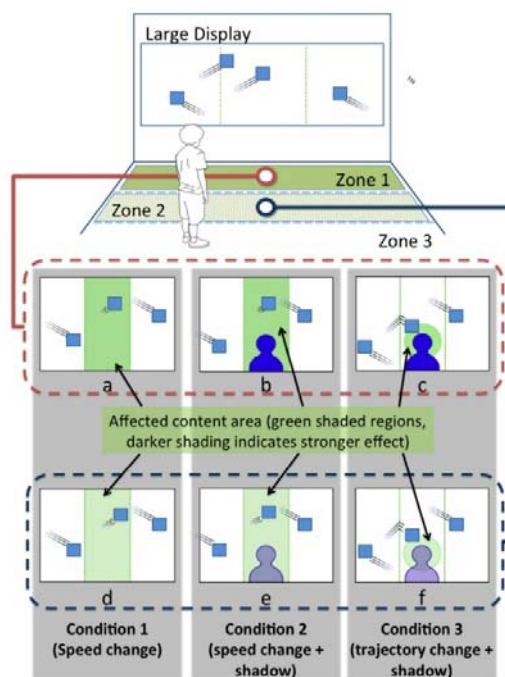 Large Display
Zone 1
Zone 2
Zone 3
a
b
c
Affected content area (green shaded regions,
darker shading indicates stronger effect)
d
e
f
Condition 1
(Speed change)
Condition 2
(speed change +
shadow)
Condition 3
(trajectory change +
shadow)